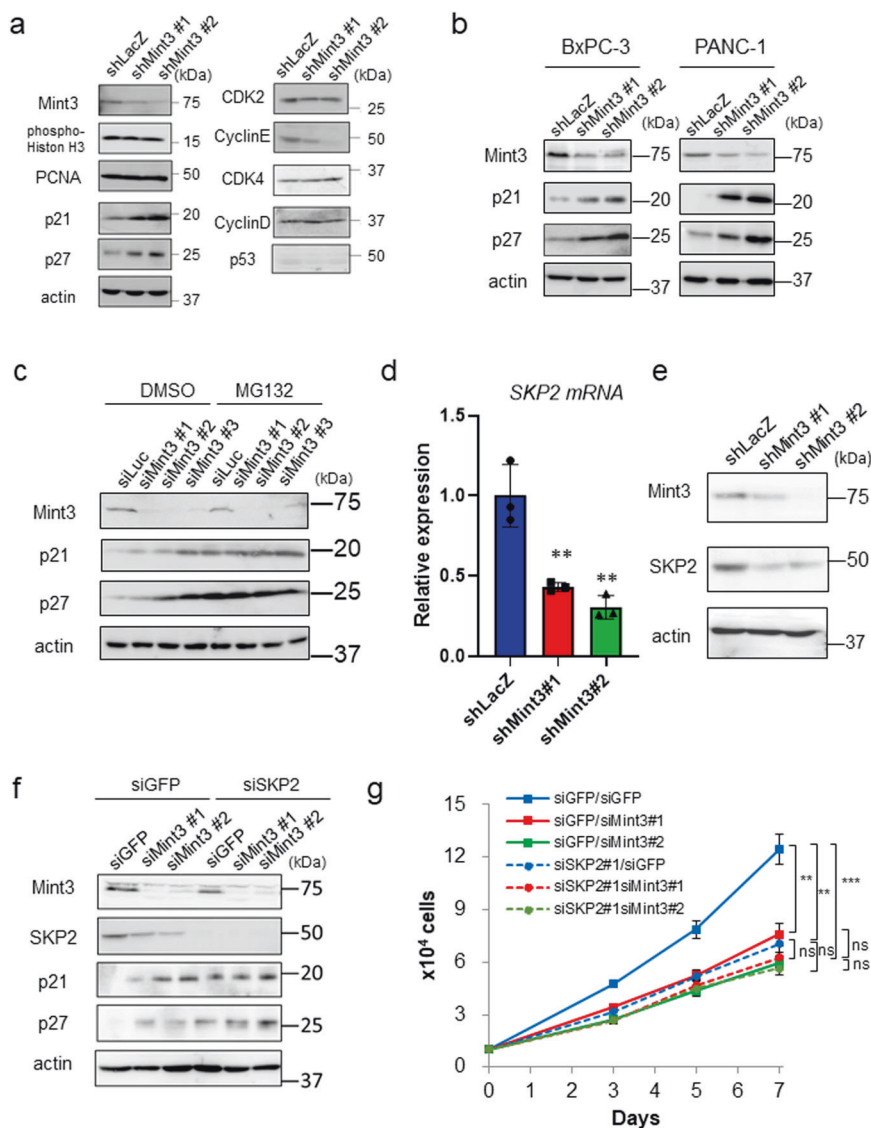 a
shLacZ
shMint3 #1
shMint3 #2
(kDa)
Mint3
75
phospho-
Histon H3
15
PCNA
50
p21
20
p27
25
actin
37
shLacZ
shMint3 #1
shMint3 #2
(kDa)
CDK2
25
CyclinE
50
CDK4
37
CyclinD
37
p53
50
b
BxPC-3
PANC-1
shLacZ
shMint3 #1
shMint3 #2
(kDa)
shLacZ
shMint3 #1
shMint3 #2
(kDa)
Mint3
75
75
p21
20
20
p27
25
25
actin
37
37
c
DMSO
MG132
siLuc
siMint3 #1
siMint3 #2
siMint3 #3
siLuc
siMint3 #1
siMint3 #2
siMint3 #3
(kDa)
Mint3
75
p21
20
p27
25
actin
37
d
SKP2 mRNA
Relative expression
1.5
1.0
0.5
0.0
**
**
shLacZ
shMint3#1
shMint3#2
e
shLacZ
shMint3 #1
shMint3 #2
(kDa)
Mint3
75
SKP2
50
actin
37
f
siGFP
siSKP2
siGFP
siMint3 #1
siMint3 #2
siGFP
siMint3 #1
siMint3 #2
(kDa)
Mint3
75
SKP2
50
p21
20
p27
25
actin
37
g
siGFP/siGFP
siGFP/siMint3#1
siGFP/siMint3#2
siSKP2#1/siGFP
siSKP2#1siMint3#1
siSKP2#1siMint3#2
x10⁴ cells
15
12
9
6
3
0
0 1 2 3 4 5 6 7
Days
**
**
***
ns
ns
ns
ns